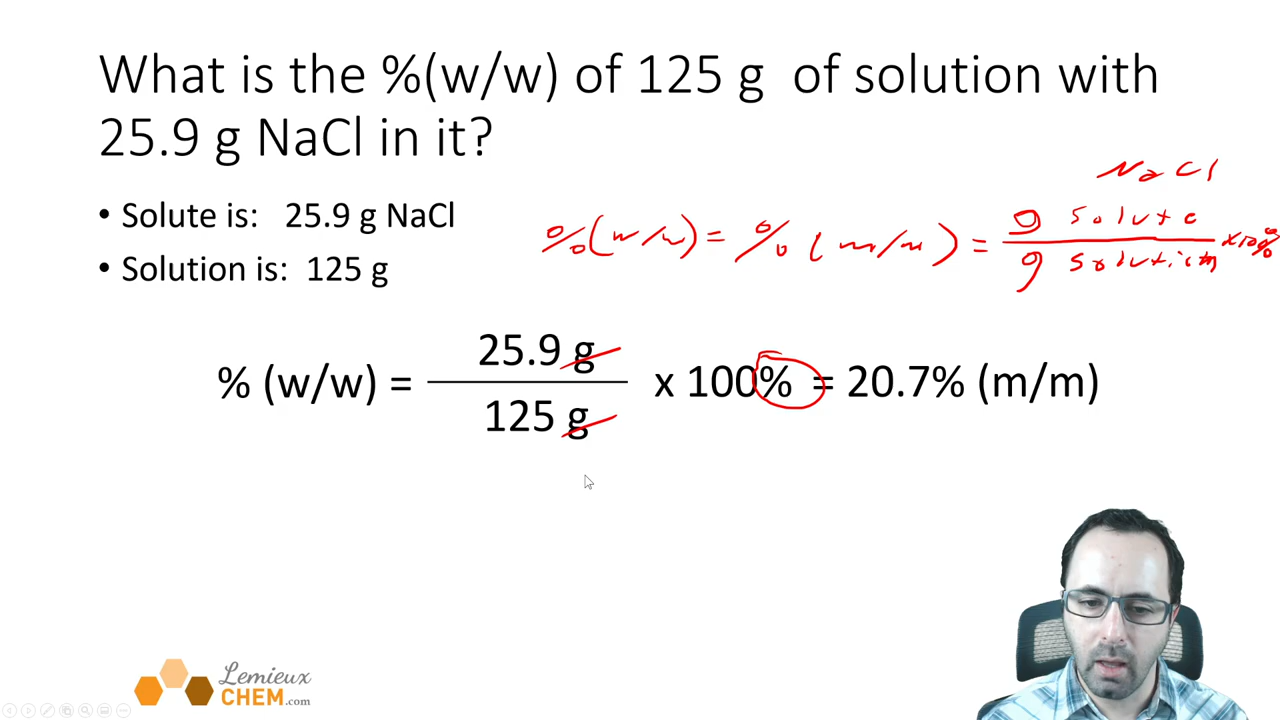 What is the %(w/w) of 125 g of solution with
25.9 g NaCl in it?
• Solute is: 25.9 g NaCl
• Solution is: 125 g
NaCl
%(w/w) = %(m/m) = g solute / g solution x100%
25.9 g
% (w/w) = x 100% = 20.7% (m/m)
125 g
Lemieux
CHEM.com